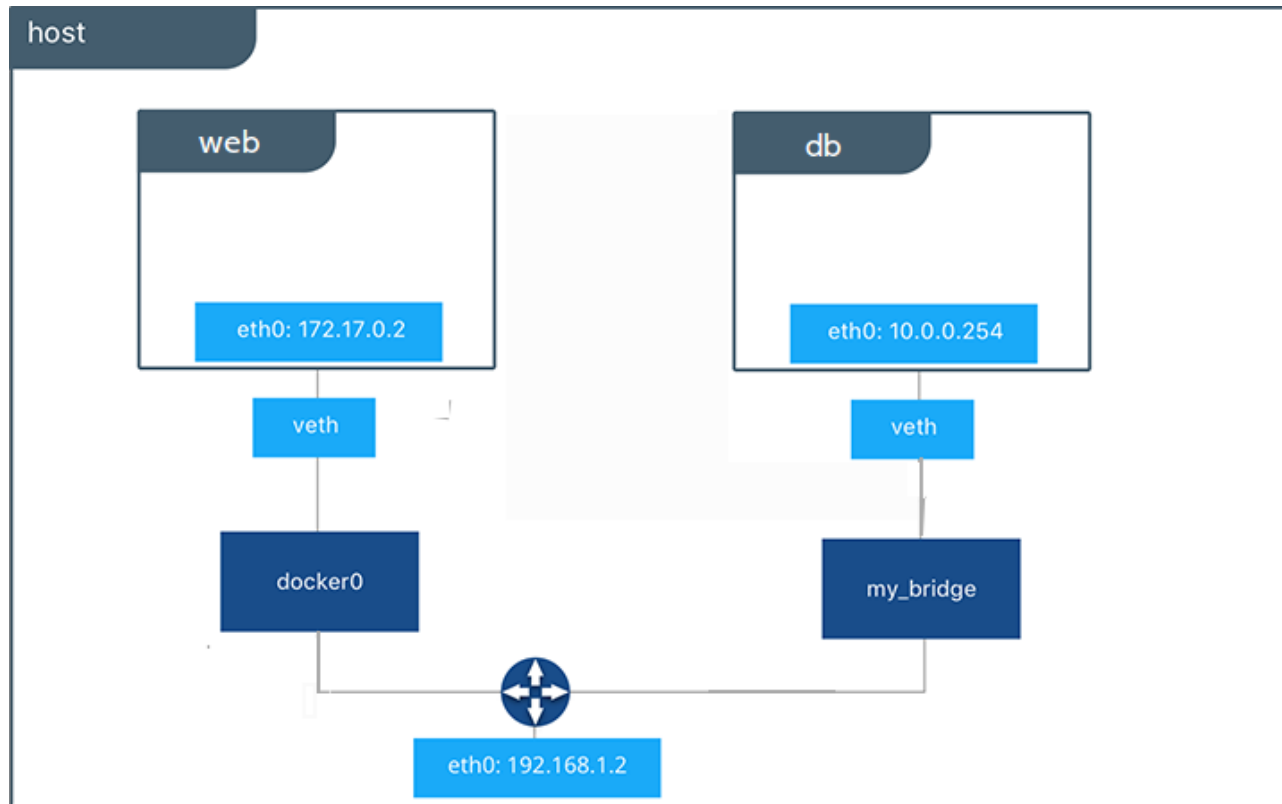 host
web
db
eth0: 172.17.0.2
eth0: 10.0.0.254
veth
veth
docker0
my_bridge
eth0: 192.168.1.2